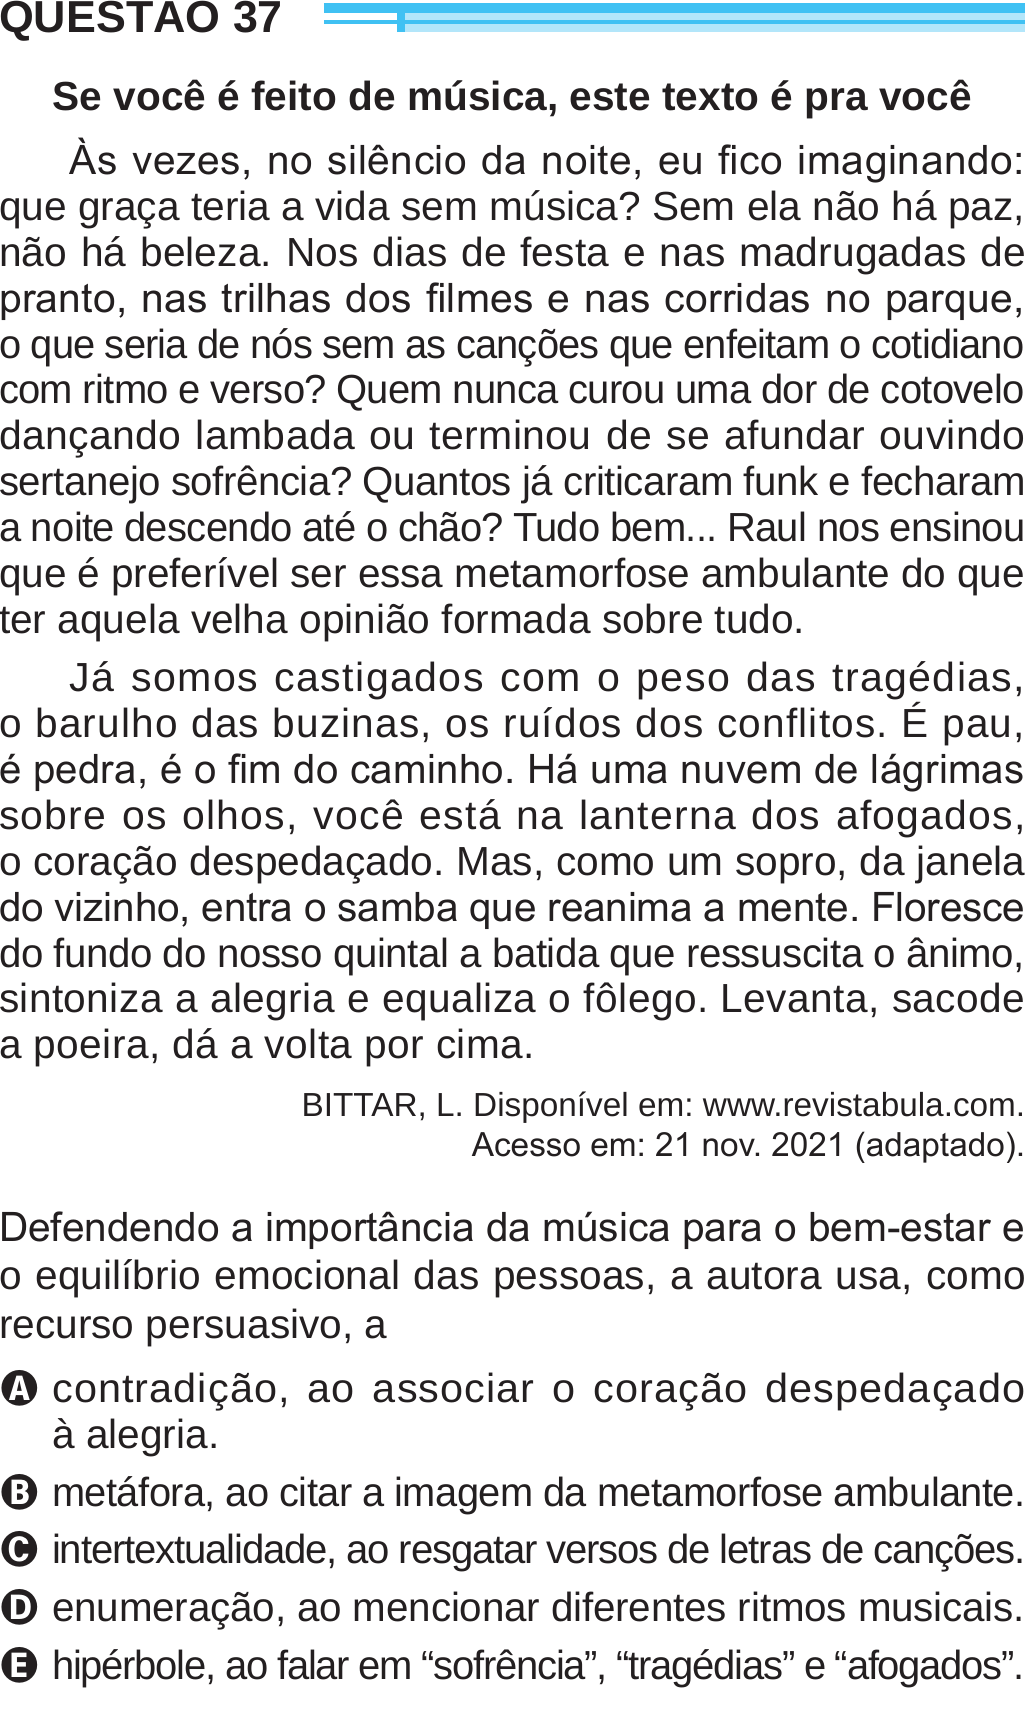 QUESTÃO 37
Se você é feito de música, este texto é pra você
Às vezes, no silêncio da noite, eu fico imaginando:
que graça teria a vida sem música? Sem ela não há paz,
não há beleza. Nos dias de festa e nas madrugadas de
pranto, nas trilhas dos filmes e nas corridas no parque,
o que seria de nós sem as canções que enfeitam o cotidiano
com ritmo e verso? Quem nunca curou uma dor de cotovelo
dançando lambada ou terminou de se afundar ouvindo
sertanejo sofrência? Quantos já criticaram funk e fecharam
a noite descendo até o chão? Tudo bem... Raul nos ensinou
que é preferível ser essa metamorfose ambulante do que
ter aquela velha opinião formada sobre tudo.
Já somos castigados com o peso das tragédias,
o barulho das buzinas, os ruídos dos conflitos. É pau,
é pedra, é o fim do caminho. Há uma nuvem de lágrimas
sobre os olhos, você está na lanterna dos afogados,
o coração despedaçado. Mas, como um sopro, da janela
do vizinho, entra o samba que reanima a mente. Floresce
do fundo do nosso quintal a batida que ressuscita o ânimo,
sintoniza a alegria e equaliza o fôlego. Levanta, sacode
a poeira, dá a volta por cima.
BITTAR, L. Disponível em: www.revistabula.com.
Acesso em: 21 nov. 2021 (adaptado).
Defendendo a importância da música para o bem-estar e
o equilíbrio emocional das pessoas, a autora usa, como
recurso persuasivo, a
A contradição, ao associar o coração despedaçado
à alegria.
B metáfora, ao citar a imagem da metamorfose ambulante.
C intertextualidade, ao resgatar versos de letras de canções.
D enumeração, ao mencionar diferentes ritmos musicais.
E hipérbole, ao falar em “sofrência”, “tragédias” e “afogados”.